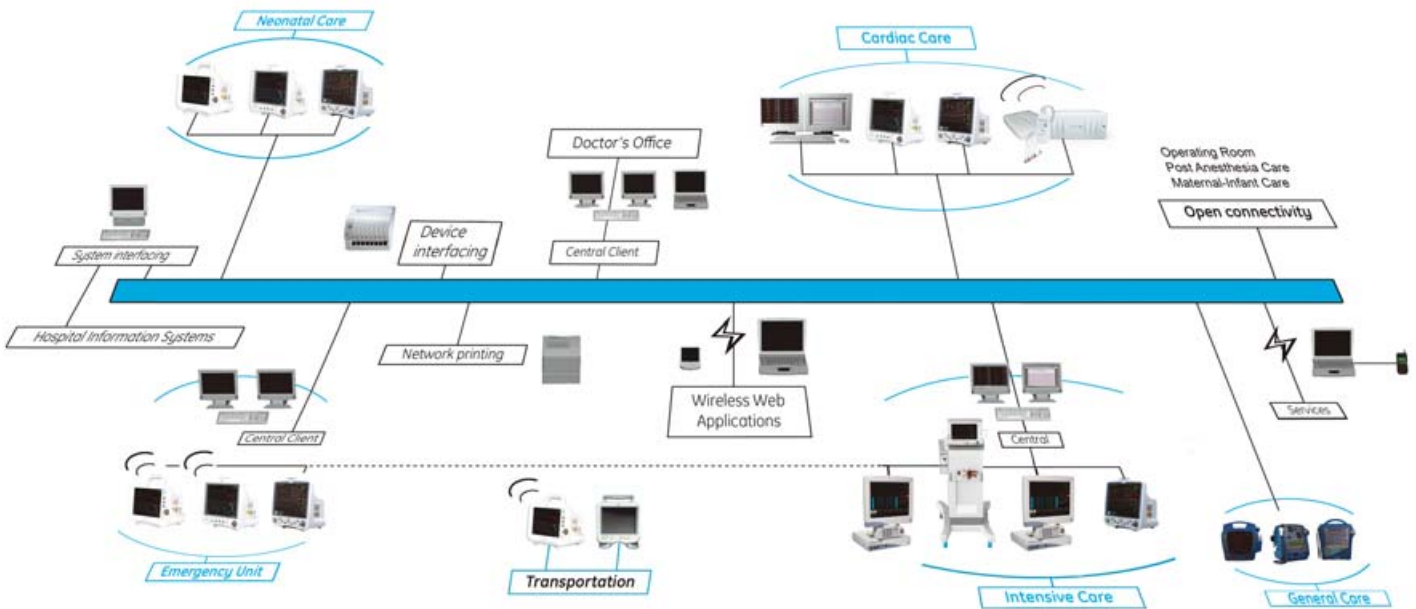 Neonatal Care
Cardiac Care
Doctor's Office
Operating Room
Post Anesthesia Care
Maternal-Infant Care
Open connectivity
Device
interfacing
System interfacing
Central Client
Hospital Information Systems
Network printing
Wireless Web
Applications
Services
Central Client
Central
Emergency Unit
Transportation
Intensive Care
General Care